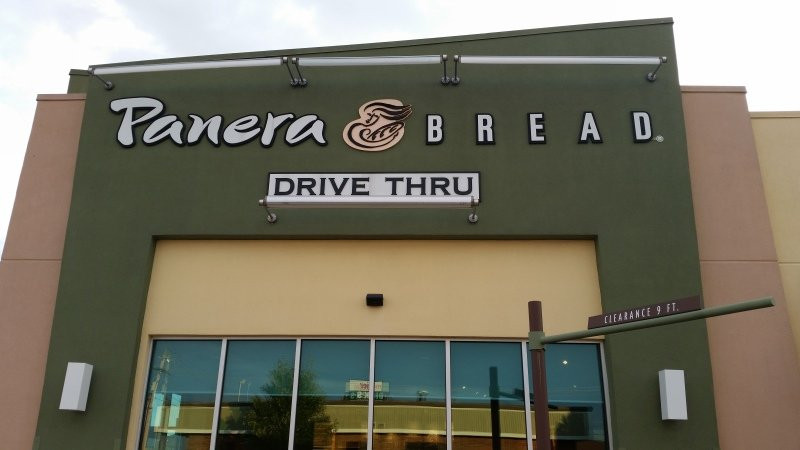 Panera BREAD
DRIVE THRU
CLEARANCE 9 FT.